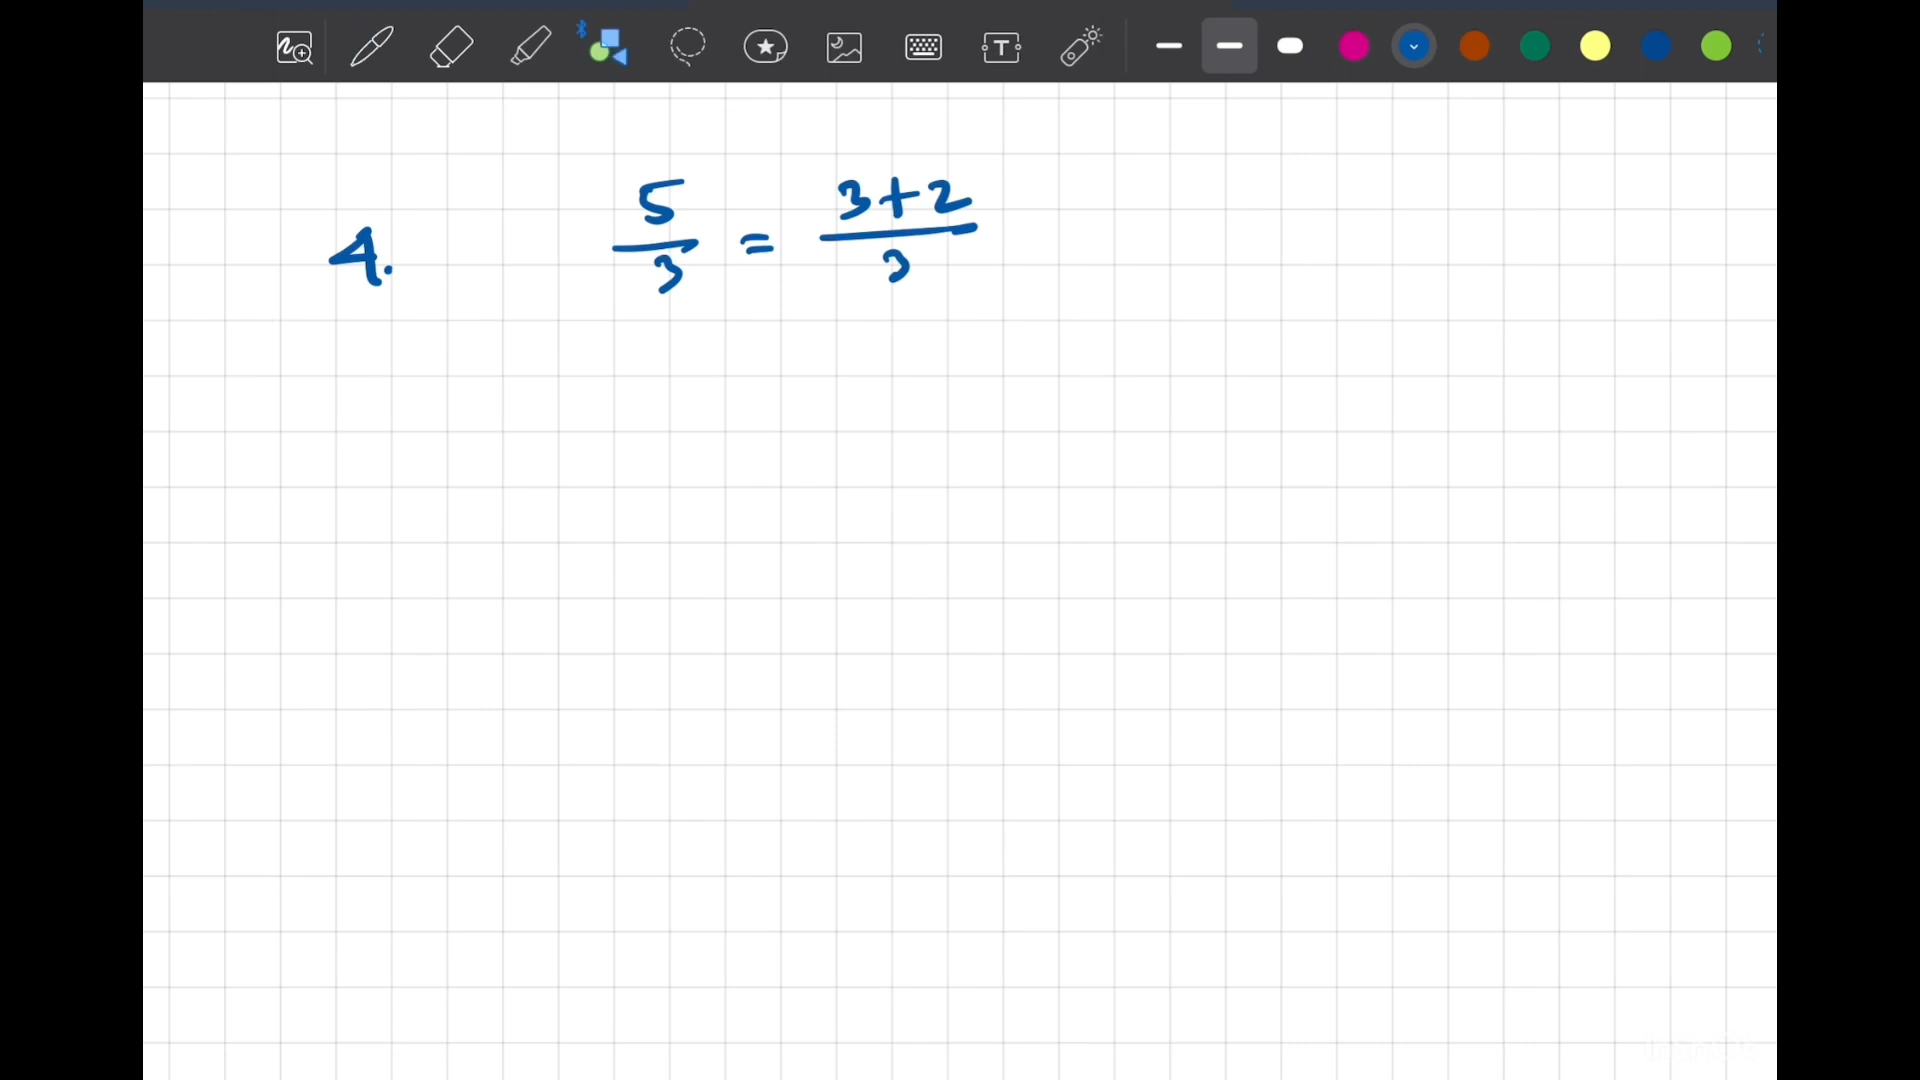 4. 5/3 = 3+2/3